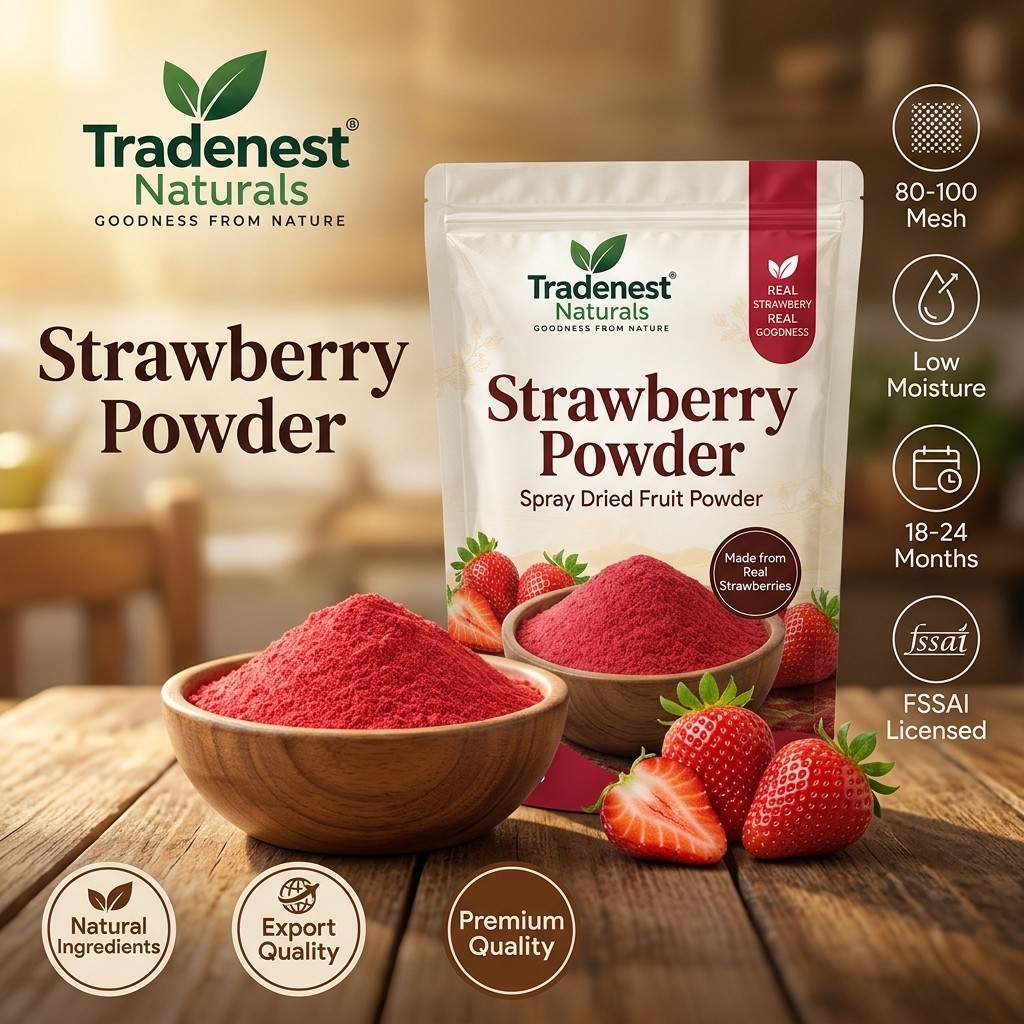 Tradenest®
Naturals
GOODNESS FROM NATURE
Strawberry
Powder
Tradenest®
Naturals
GOODNESS FROM NATURE
REAL
STRAWBERY
REAL
GOGDNESS
Strawberry
Powder
Spray Dried Fruit Powder
Made from
Real
Strawberries
80-100
Mesh
Low
Moisture
18-24
Months
fssai
FSSAI
Licensed
Natural
Ingredients
Export
Quality
Premium
Quality